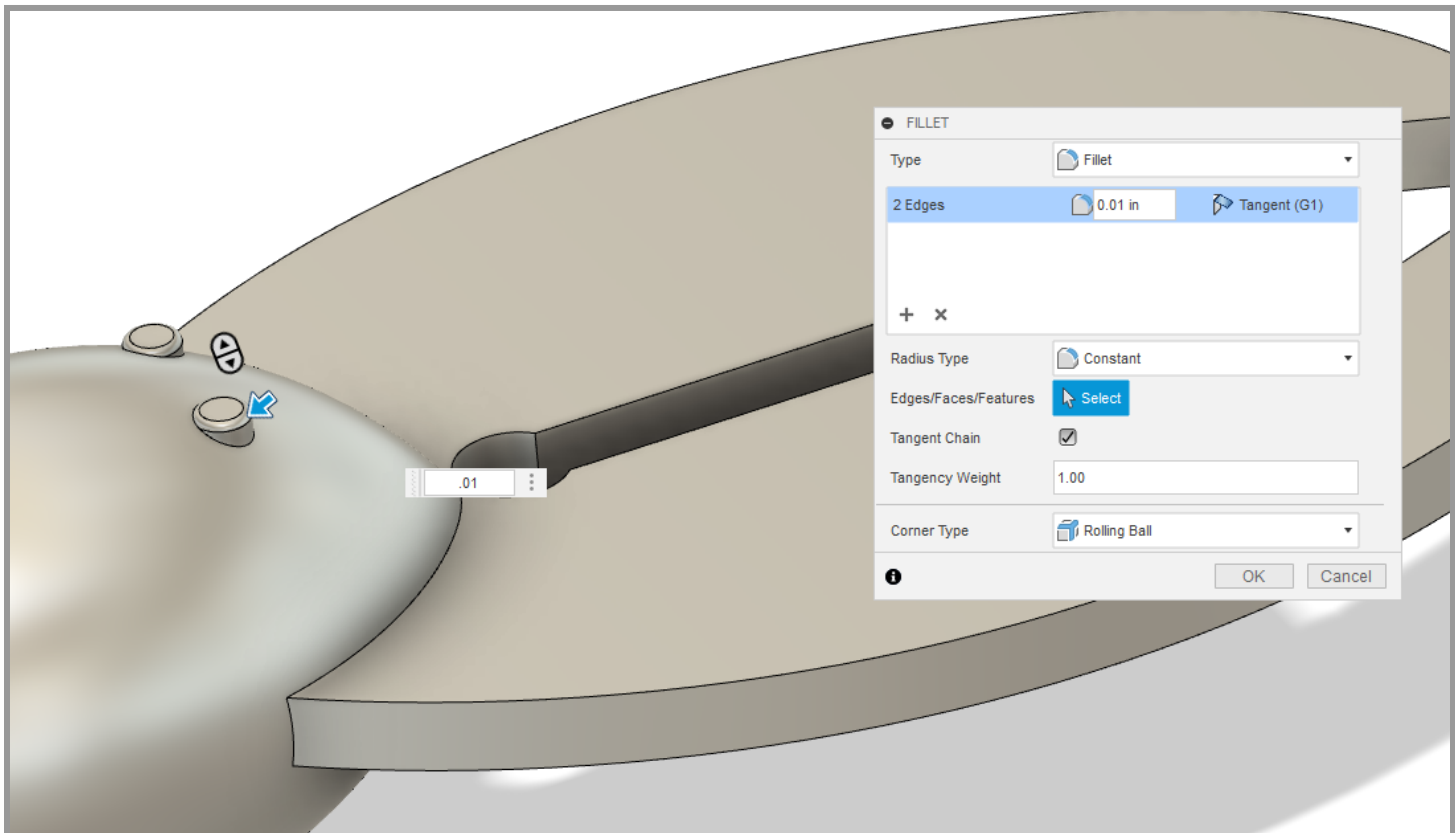 FILLET
Type Fillet
2 Edges 0.01 in Tangent (G1)
Radius Type Constant
Edges/Faces/Features Select
Tangent Chain
.01
Tangency Weight 1.00
Corner Type Rolling Ball
OK Cancel